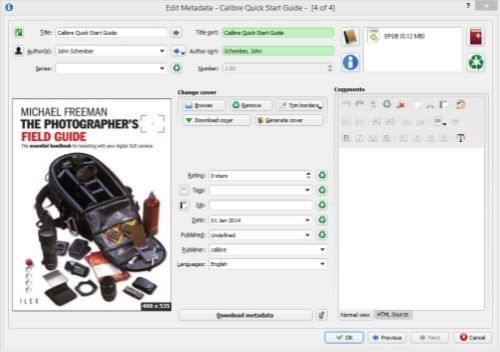 Edit Metadata - Calibre Quick Start Guide - [4 of 4]
Title: Calibre Quick Start Guide
Title sort: Calibre Quick Start Guide
EPUB (0.12 MB)
Author(s): John Schember
Author sort: Schember, John
Series:
Number: 1.00
Change cover
Comments
MICHAEL FREEMAN
THE PHOTOGRAPHER'S
FIELD GUIDE
The essential handbook for travelling with your digital SLR camera
Browse
Remove
Trim borders
Download cover
Generate cover
Rating: 0 stars
Tags:
Ids:
Date: 01 Jan 2014
Published: Undefined
Publisher: calibre
Languages: English
ILEX
400 x 535
Download metadata
Normal view
HTML Source
OK
Previous
Next
Cancel